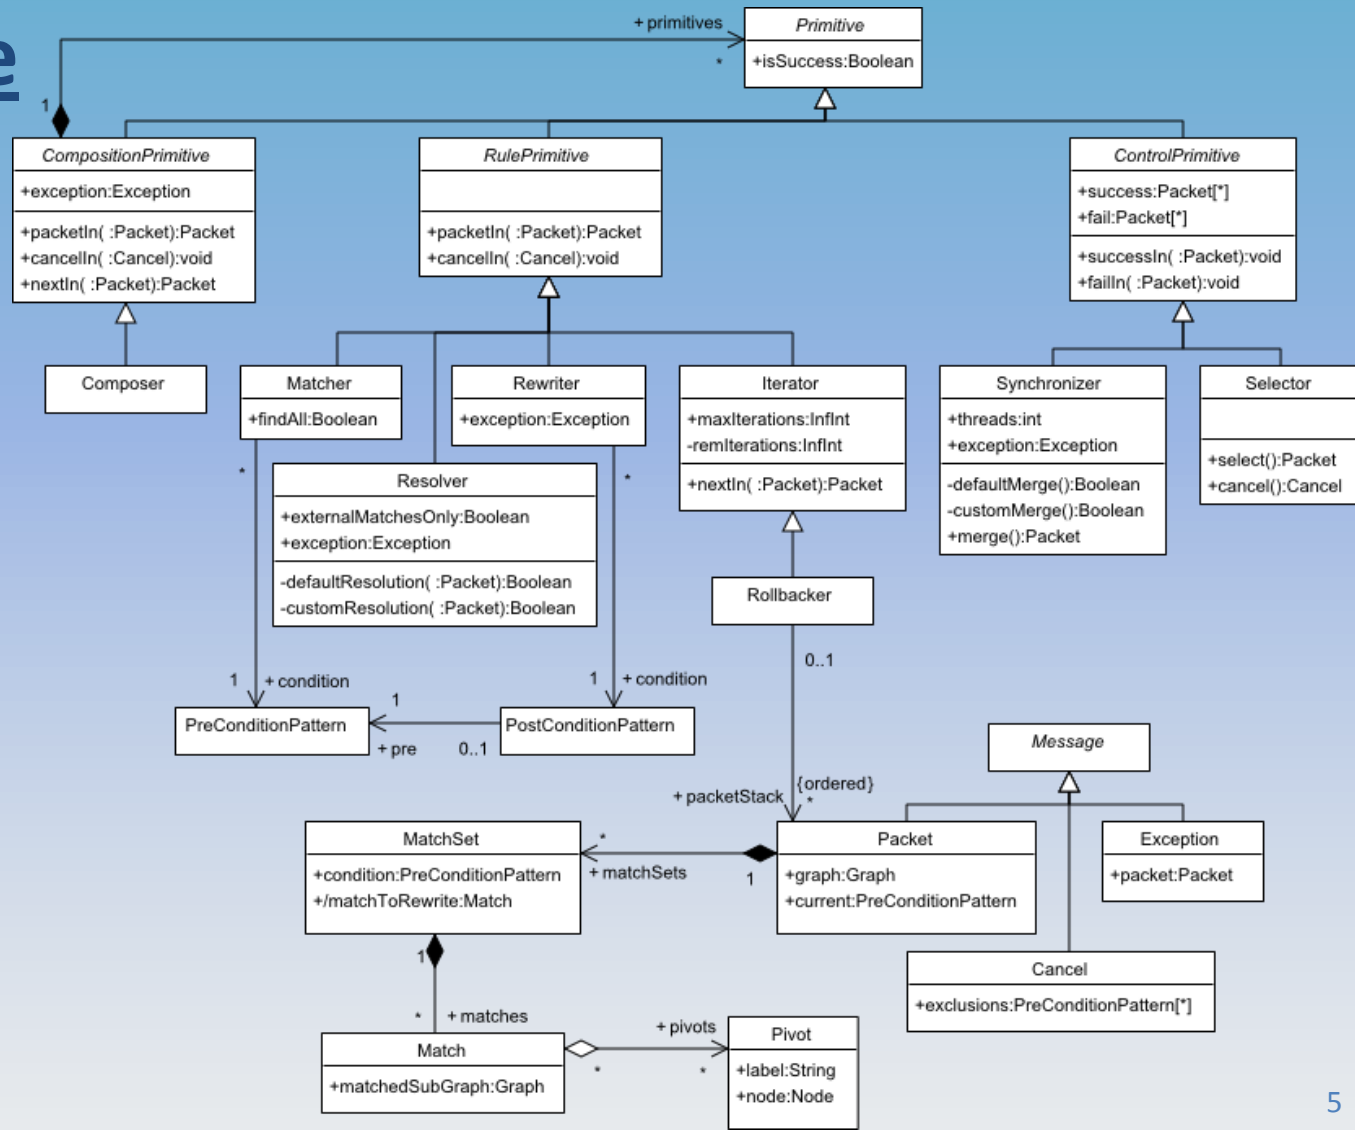 e
+ primitives
*
1
Primitive
+isSuccess:Boolean
CompositionPrimitive
+exception:Exception
+packetIn( :Packet):Packet
+cancelIn( :Cancel):void
+nextIn( :Packet):Packet
RulePrimitive
+packetIn( :Packet):Packet
+cancelIn( :Cancel):void
ControlPrimitive
+success:Packet[*]
+fail:Packet[*]
+successIn( :Packet):void
+failIn( :Packet):void
Composer
Matcher
+findAll:Boolean
Rewriter
+exception:Exception
Iterator
+maxIterations:InfInt
-remIterations:InfInt
+nextIn( :Packet):Packet
Synchronizer
+threads:int
+exception:Exception
-defaultMerge():Boolean
-customMerge():Boolean
+merge():Packet
Selector
+select():Packet
+cancel():Cancel
*
*
Resolver
+externalMatchesOnly:Boolean
+exception:Exception
-defaultResolution( :Packet):Boolean
-customResolution( :Packet):Boolean
Rollbacker
0..1
1 + condition
1 + condition
PreConditionPattern
1
+ pre
0..1
PostConditionPattern
Message
{ordered}
+ packetStack *
MatchSet
+condition:PreConditionPattern
+/matchToRewrite:Match
*
+ matchSets
1
Packet
+graph:Graph
+current:PreConditionPattern
Exception
+packet:Packet
Cancel
+exclusions:PreConditionPattern[*]
1
* + matches
Match
+matchedSubGraph:Graph
+ pivots
*
*
Pivot
+label:String
+node:Node
5